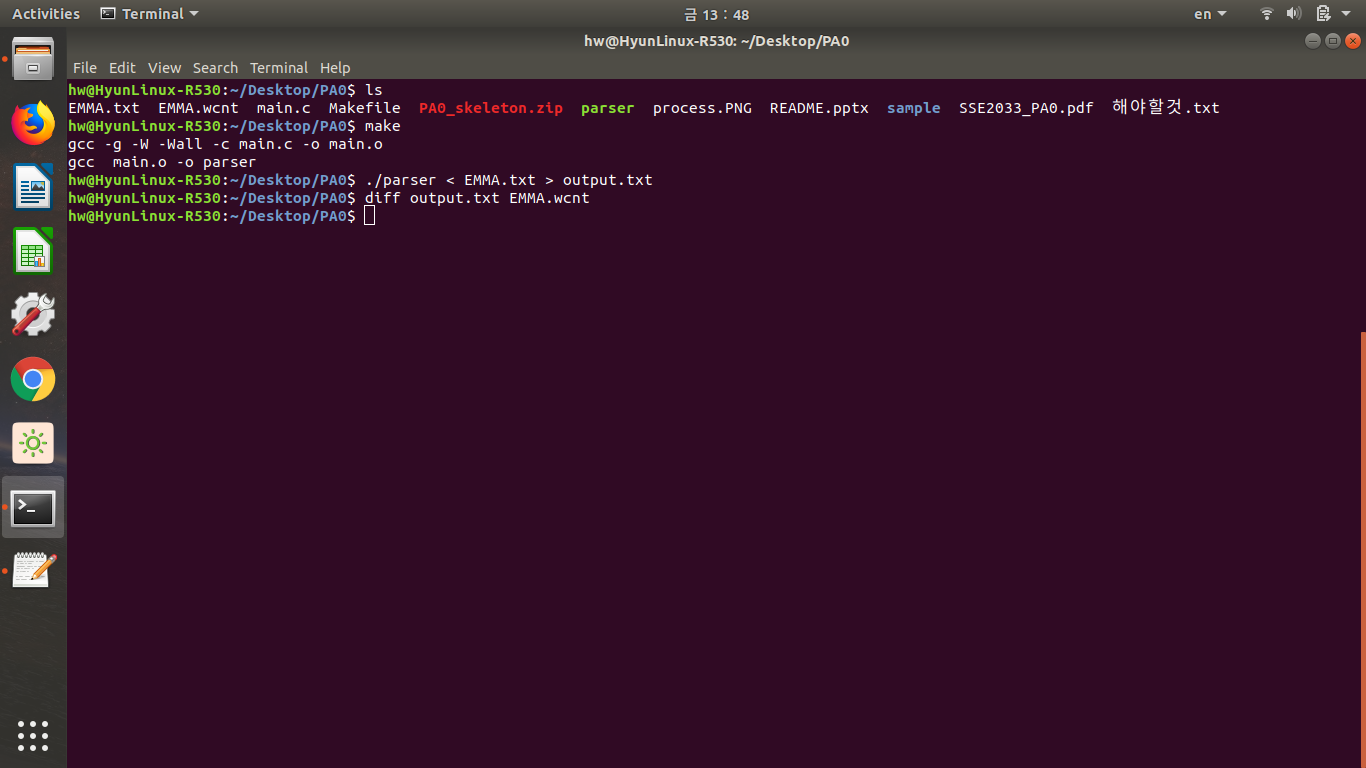 Activities Terminal 금 13 : 48 en
hw@HyunLinux-R530: ~/Desktop/PA0
File Edit View Search Terminal Help
hw@HyunLinux-R530:~/Desktop/PA0$ ls
EMMA.txt  EMMA.wcnt  main.c  Makefile  PA0_skeleton.zip  parser  process.PNG  README.pptx  sample  SSE2033_PA0.pdf  해야할것.txt
hw@HyunLinux-R530:~/Desktop/PA0$ make
gcc -g -W -Wall -c main.c -o main.o
gcc  main.o -o parser
hw@HyunLinux-R530:~/Desktop/PA0$ ./parser < EMMA.txt > output.txt
hw@HyunLinux-R530:~/Desktop/PA0$ diff output.txt EMMA.wcnt
hw@HyunLinux-R530:~/Desktop/PA0$